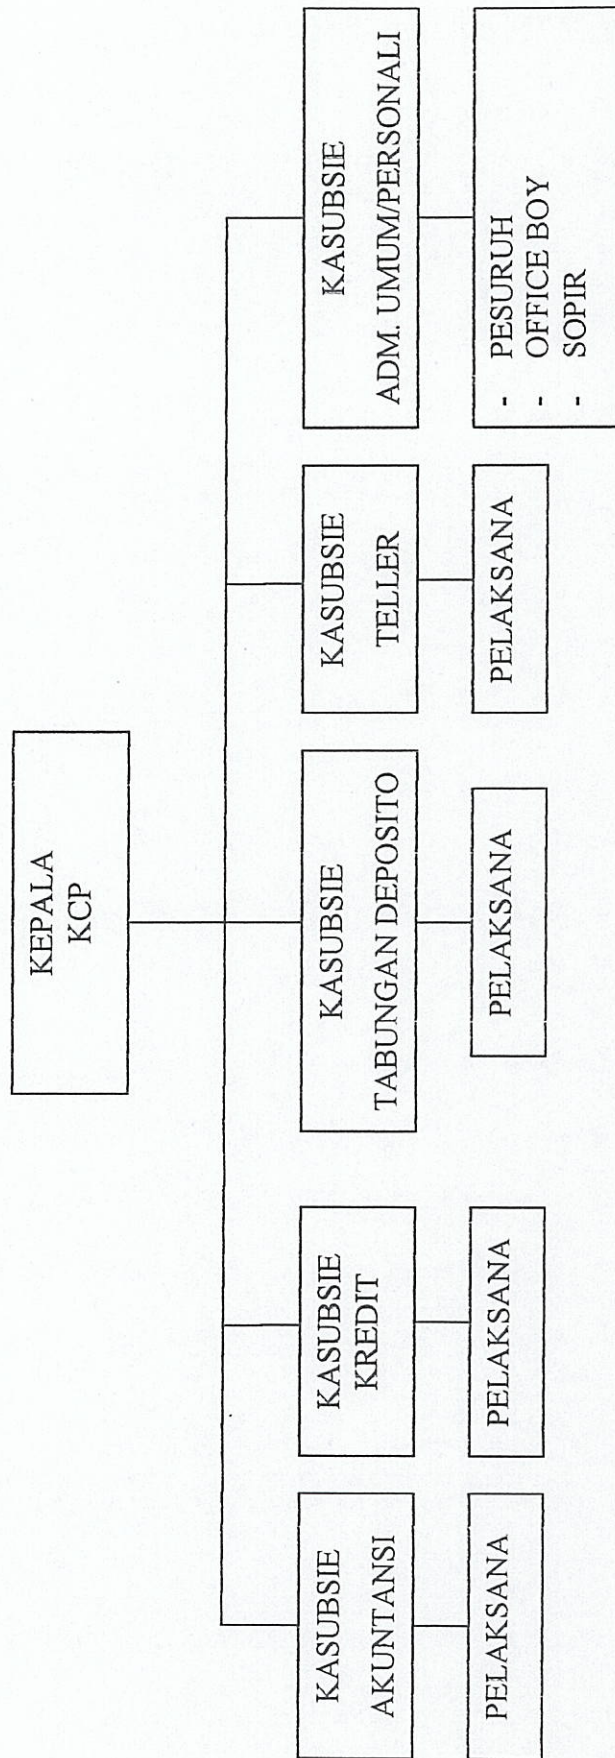 KEPALA
KCP
KASUBSIE
AKUNTANSI
KASUBSIE
KREDIT
KASUBSIE
TABUNGAN DEPOSITO
KASUBSIE
TELLER
KASUBSIE
ADM. UMUM/PERSONALI
PELAKSANA
PELAKSANA
PELAKSANA
PELAKSANA
- PESURUH
- OFFICE BOY
- SOPIR